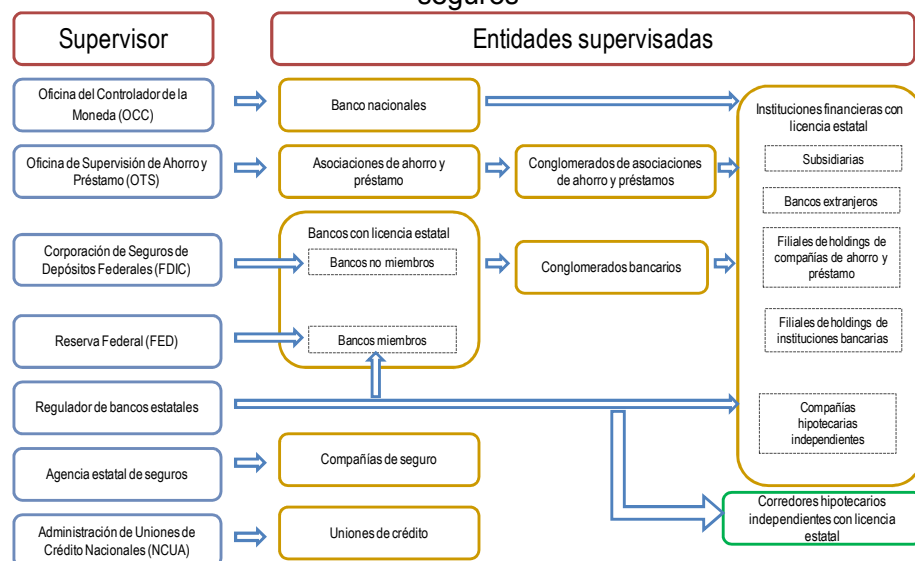 seguros
Supervisor
Entidades supervisadas
Oficina del Controlador de la
Moneda (OCC)
Banco nacionales
Instituciones financieras con
licencia estatal
Subsidiarias
Bancos extranjeros
Filiales de holdings de
compañías de ahorro y
préstamo
Filiales de holdings de
instituciones bancarias
Compañías
hipotecarias
independientes
Oficina de Supervisión de Ahorro y
Préstamo (OTS)
Asociaciones de ahorro y
préstamo
Conglomerados de asociaciones
de ahorro y préstamos
Corporación de Seguros de
Depósitos Federales (FDIC)
Bancos con licencia estatal
Bancos no miembros
Bancos miembros
Conglomerados bancarios
Reserva Federal (FED)
Regulador de bancos estatales
Agencia estatal de seguros
Compañías de seguro
Corredores hipotecarios
independientes con licencia
estatal
Administración de Uniones de
Crédito Nacionales (NCUA)
Uniones de crédito